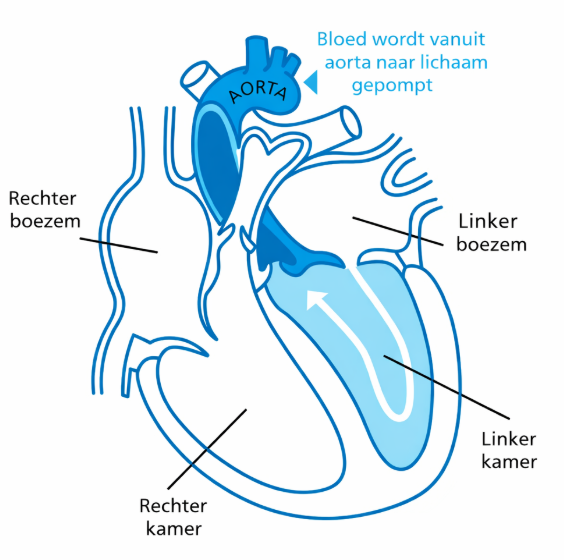 Bloed wordt vanuit
aorta naar lichaam
gepompt
AORTA
Rechter
boezem
Linker
boezem
Linker
kamer
Rechter
kamer